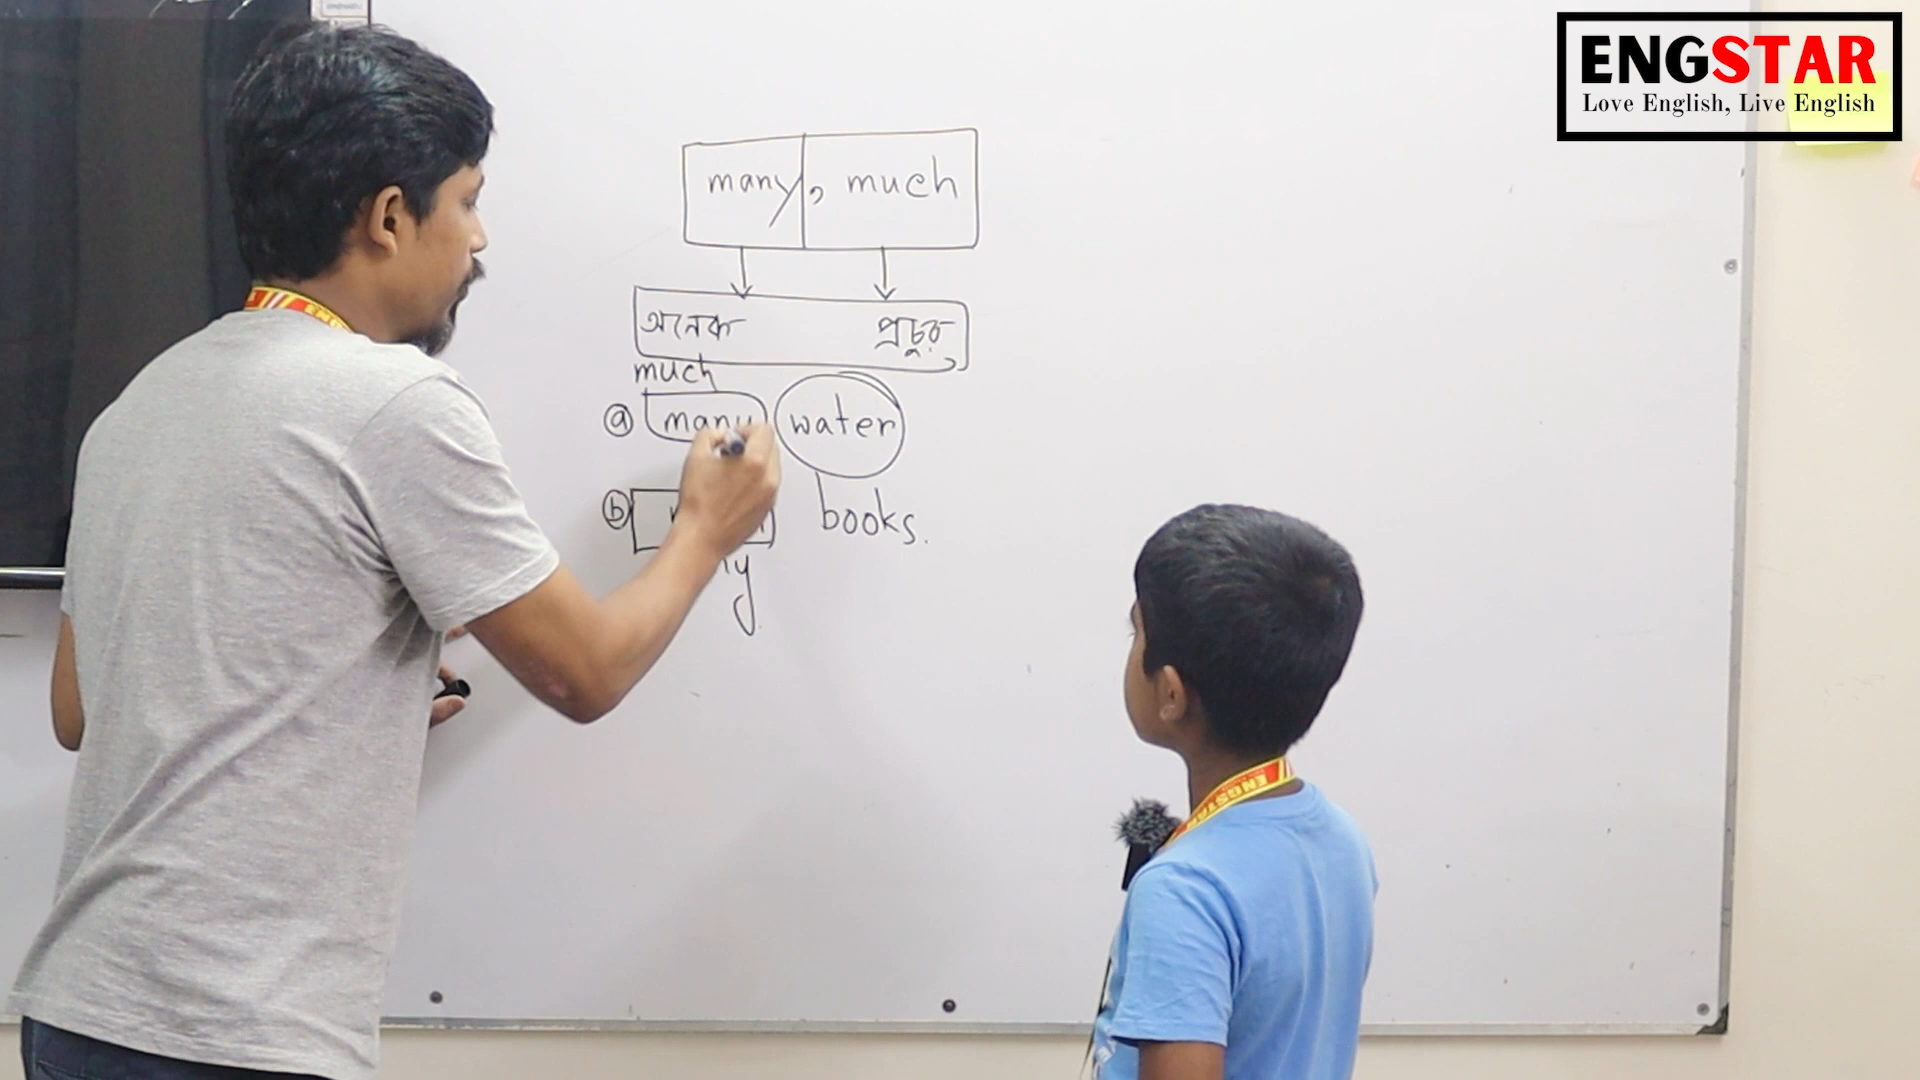 ENGSTAR
Love English, Live English
many, much
অনেক প্রচুর
much
ⓐ many water
ⓑ books.